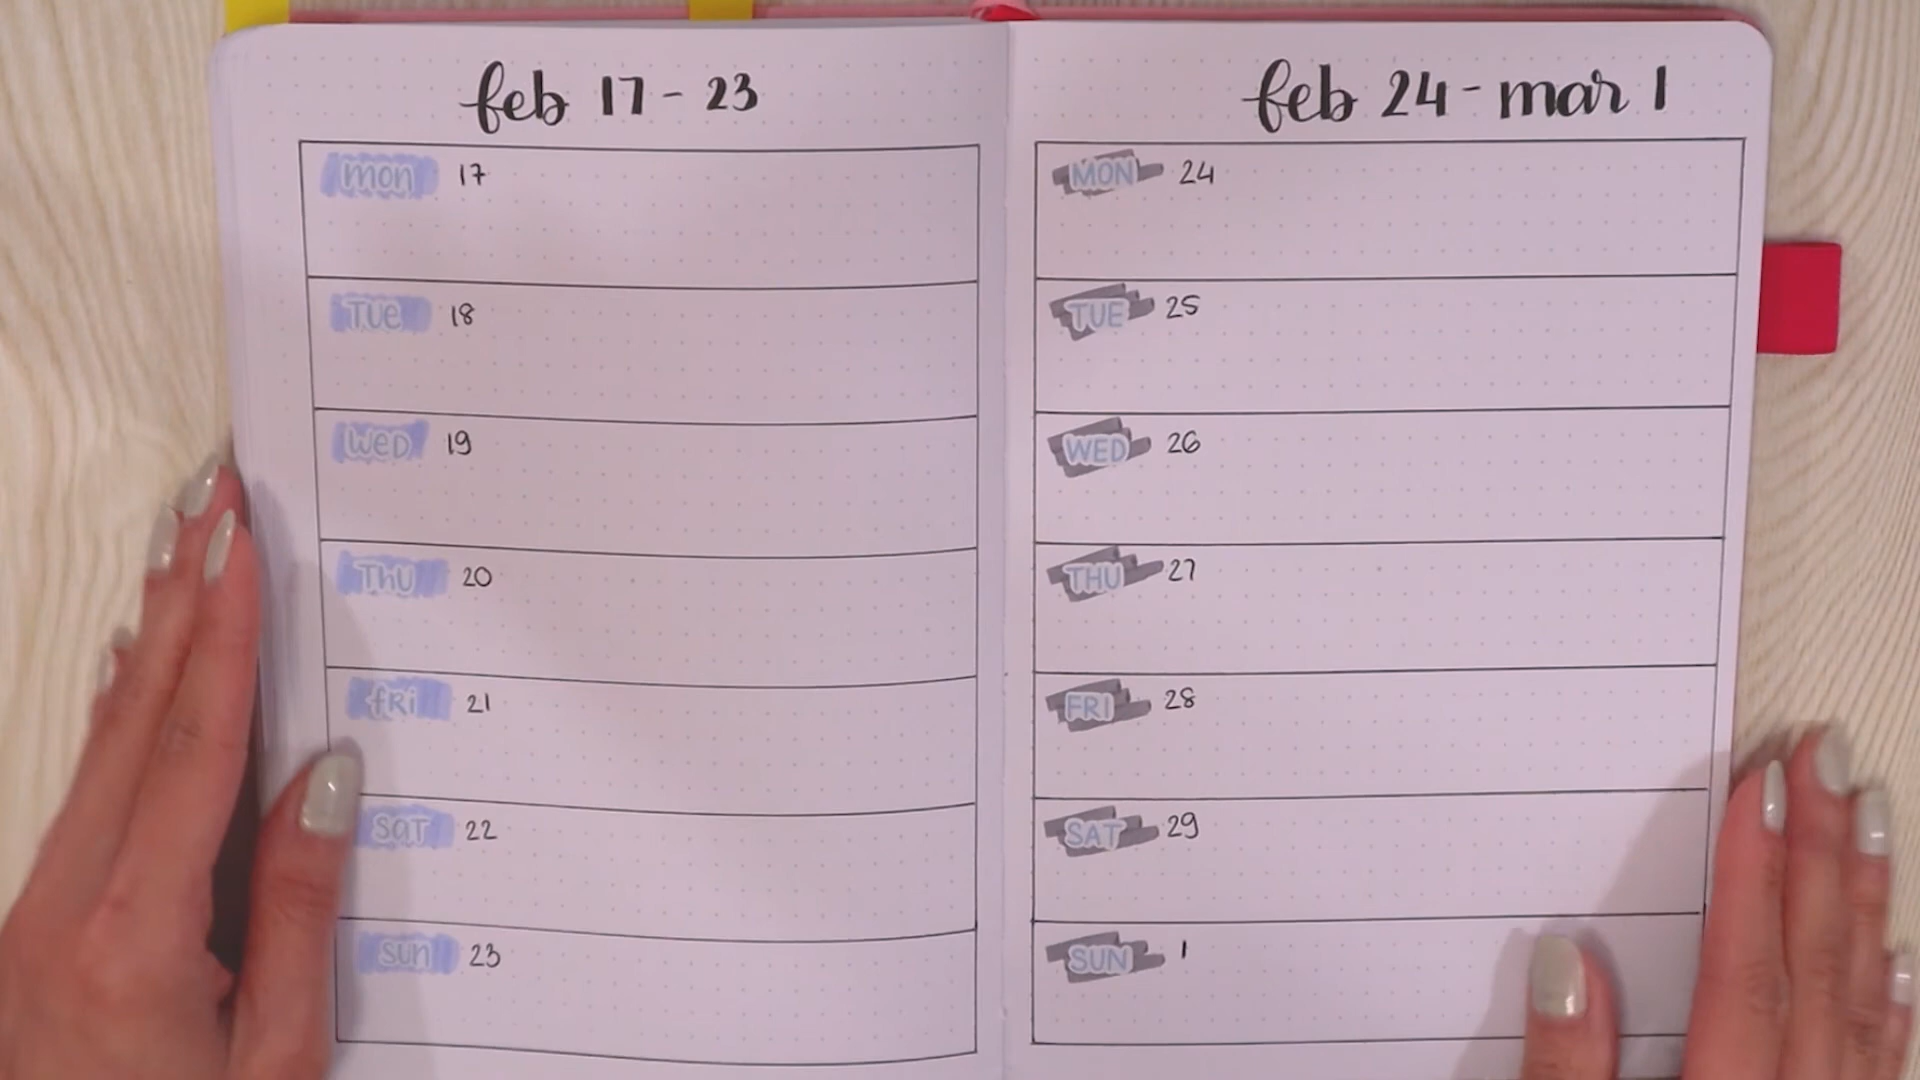 feb 17 - 23
mon 17
TUe 18
WeD 19
ThU 20
fRi 21
SaT 22
Sun 23
feb 24 - mar 1
MON 24
TUE 25
WED 26
THU 27
FRI 28
SAT 29
SUN 1